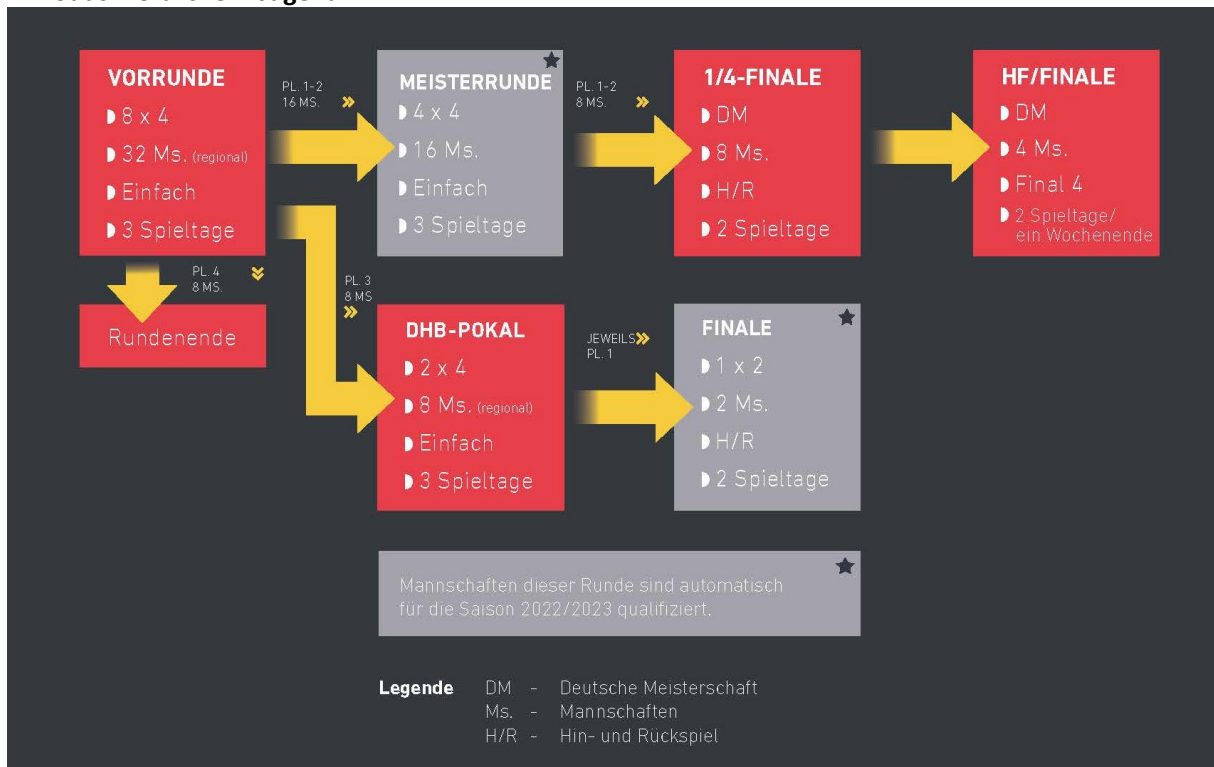 VORRUNDE
8 x 4
32 Ms. (regional)
Einfach
3 Spieltage
PL. 1-2
16 MS.
MEISTERRUNDE
4 x 4
16 Ms.
Einfach
3 Spieltage
PL. 1-2
8 MS.
1/4-FINALE
DM
8 Ms.
H/R
2 Spieltage
HF/FINALE
DM
4 Ms.
Final 4
2 Spieltage/
ein Wochenende
PL. 4
8 MS.
Rundenende
PL. 3
8 MS
DHB-POKAL
2 x 4
8 Ms. (regional)
Einfach
3 Spieltage
JEWEILS
PL. 1
FINALE
1 x 2
2 Ms.
H/R
2 Spieltage
Mannschaften dieser Runde sind automatisch
für die Saison 2022/2023 qualifiziert.
Legende DM - Deutsche Meisterschaft
Ms. - Mannschaften
H/R - Hin- und Rückspiel